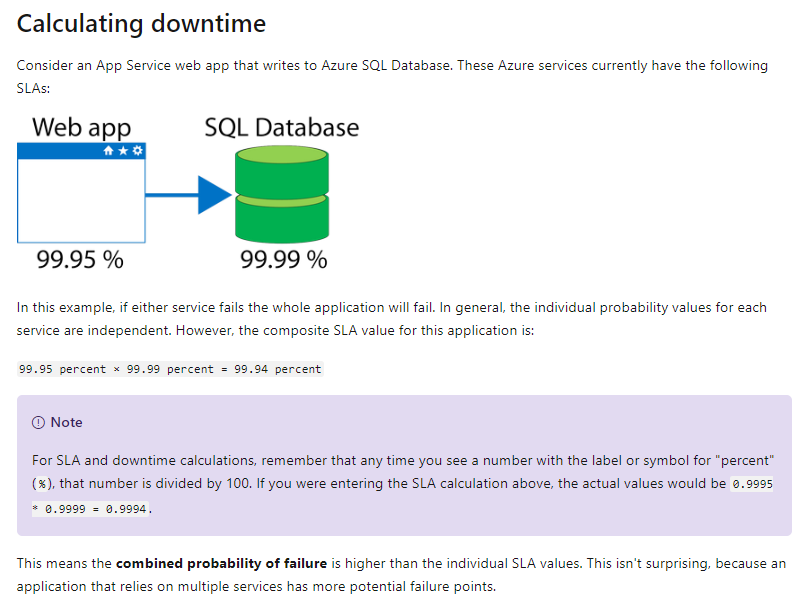 Calculating downtime
Consider an App Service web app that writes to Azure SQL Database. These Azure services currently have the following
SLAs:
Web app
SQL Database
99.95 %
99.99 %
In this example, if either service fails the whole application will fail. In general, the individual probability values for each
service are independent. However, the composite SLA value for this application is:
99.95 percent × 99.99 percent = 99.94 percent
Note
For SLA and downtime calculations, remember that any time you see a number with the label or symbol for "percent"
(%), that number is divided by 100. If you were entering the SLA calculation above, the actual values would be 0.9995
* 0.9999 = 0.9994.
This means the combined probability of failure is higher than the individual SLA values. This isn't surprising, because an
application that relies on multiple services has more potential failure points.